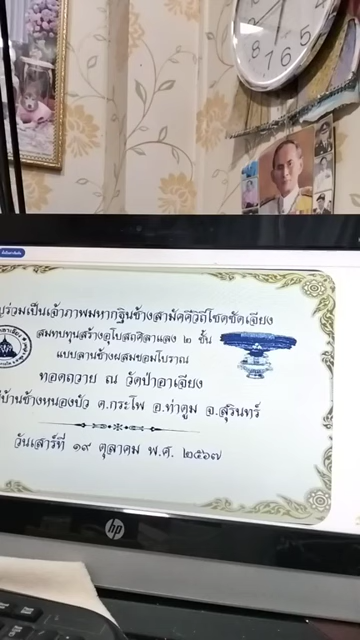 ร่วมเป็นเจ้าภาพมหากฐินช้างสามัคคีวิถีโชดซัดเจียง
สมทบทุนสร้างอุโบสถศิลาแลง ๒ ชั้น
แบบลานช้างผสมขอมโบราณ
ทอดถวาย ณ วัดป่าอาเจียง
บ้านช้างหนองบัว ต.กระโพ อ.ท่าตูม จ.สุรินทร์
วันเสาร์ที่ ๑๙ ตุลาคม พ.ศ. ๒๕๖๗
hp